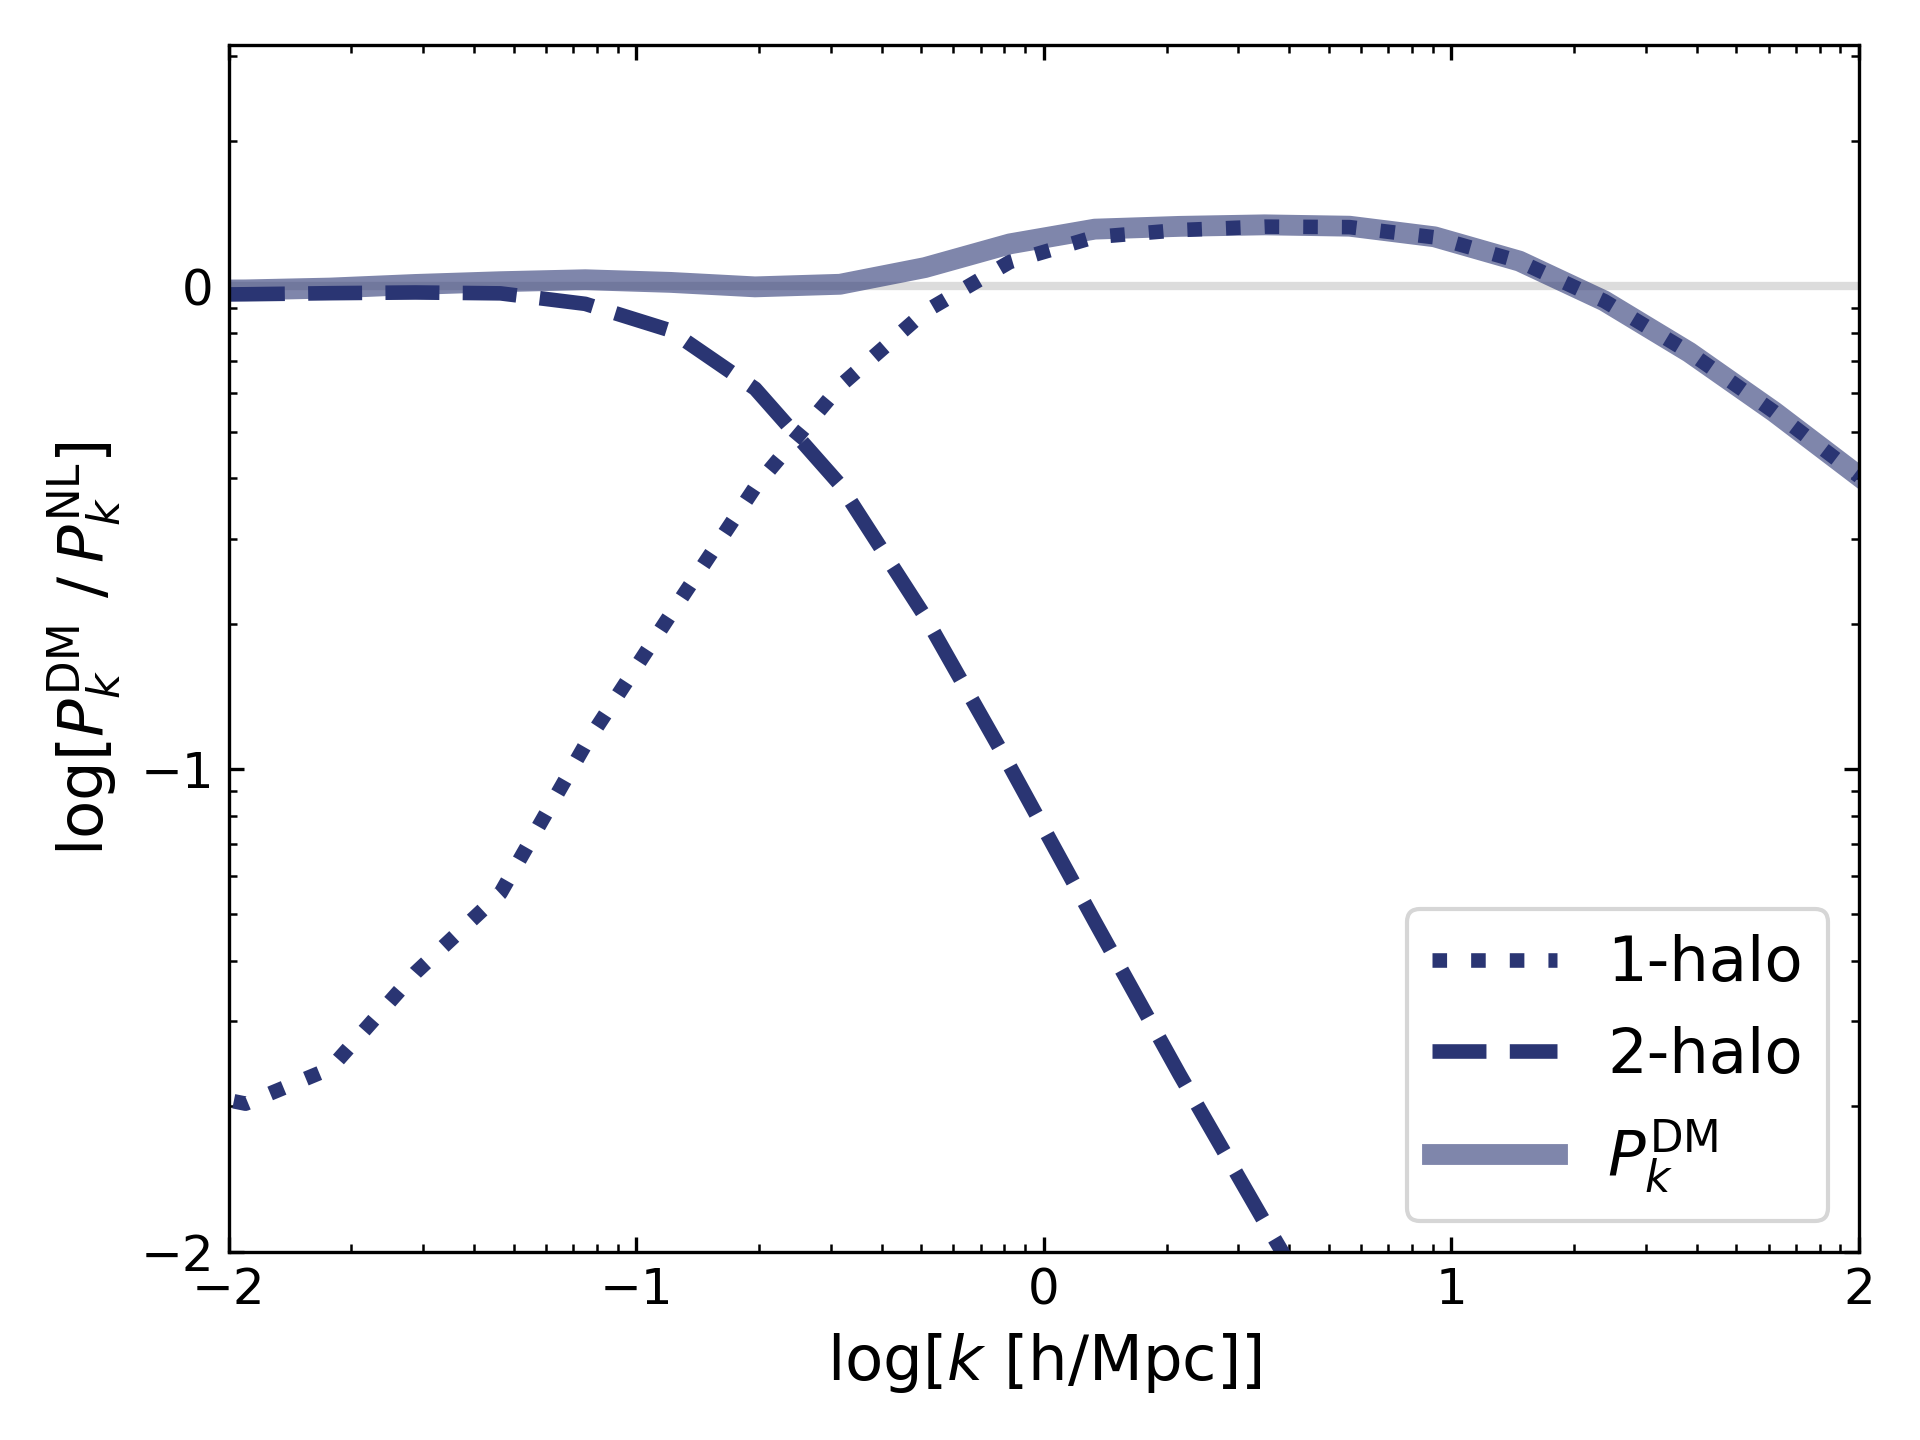 log[P_k^DM / P_k^NL]
0
−1
−2
−2 −1 0 1 2
log[k [h/Mpc]]
1-halo
2-halo
P_k^DM